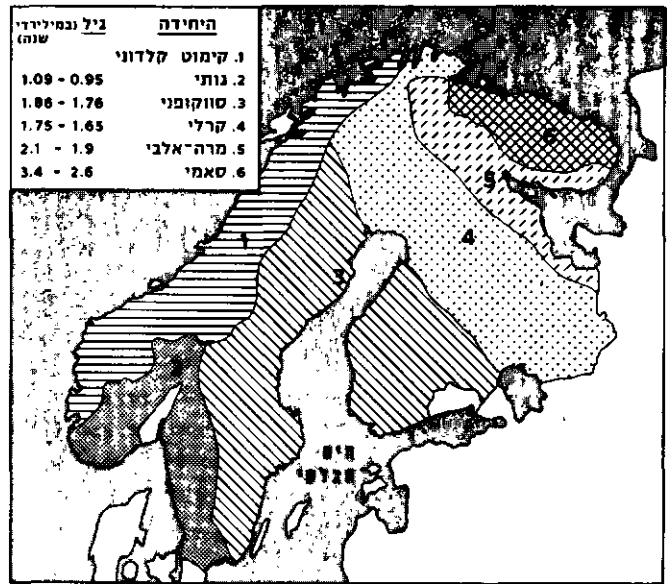 היחידה גיל (במיליארדי שנה)
1. קימוט קלדוני
2. גותי 0.95 - 1.09
3. סווקופני 1.76 - 1.86
4. קרלי 1.65 - 1.75
5. מרה־אלבי 1.9 - 2.1
6. סאמי 2.6 - 3.4
6
5
4
1
3
2
הים
הבלטי